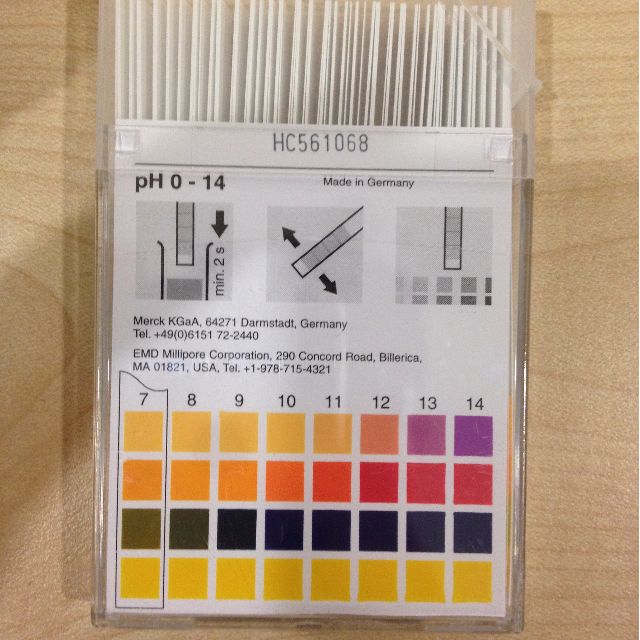 HC561068
pH 0 - 14
Made in Germany
min. 2 s
Merck KGaA, 64271 Darmstadt, Germany
Tel. +49(0)6151 72-2440
EMD Millipore Corporation, 290 Concord Road, Billerica,
MA 01821, USA, Tel. +1-978-715-4321
7 8 9 10 11 12 13 14